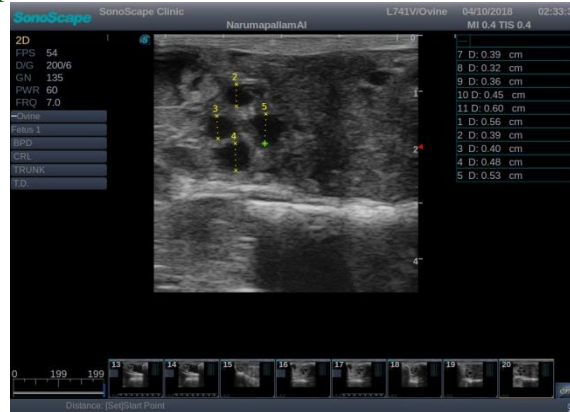 SonoScape SonoScape Clinic L741V/Ovine 04/10/2018 02:33:3
NarumapallamAI MI 0.4 TIS 0.4
2D
FPS 54
D/G 200/6
GN 135
PWR 60
FRQ 7.0
Ovine
Fetus 1
BPD
CRL
TRUNK
T.D.
7 D: 0.39 cm
8 D: 0.32 cm
9 D: 0.36 cm
10 D: 0.45 cm
11 D: 0.60 cm
1 D: 0.56 cm
2 D: 0.39 cm
3 D: 0.40 cm
4 D: 0.48 cm
5 D: 0.53 cm
S
0
1
2
4
2
3
5
4
0 199 199
13 14 15 16 17 18 19 20
Distance: [Set]Start Point